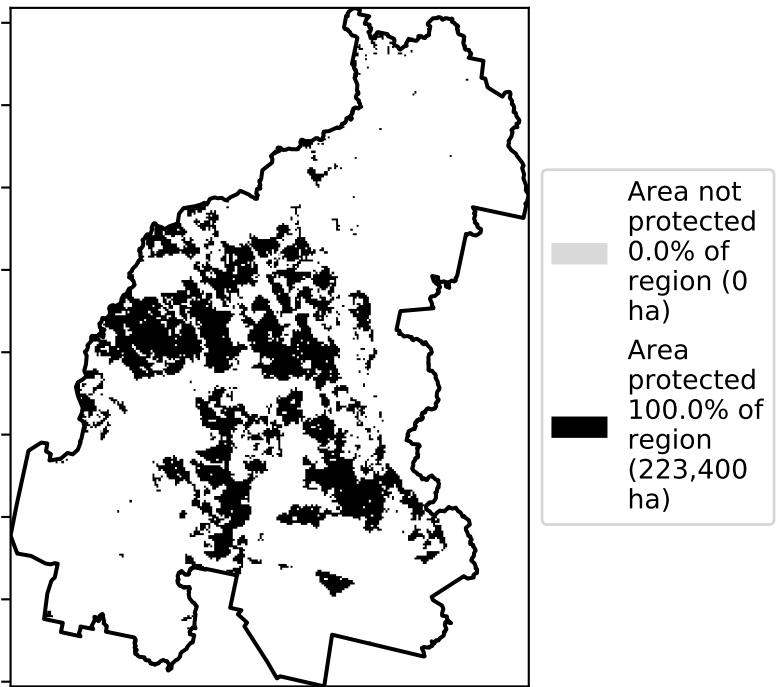 Area not
protected
0.0% of
region (0
ha)
Area
protected
100.0% of
region
(223,400
ha)